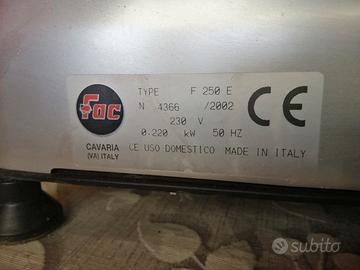 fac
TYPE F 250 E
N 4366 /2002
230 V
0.220 kW 50 HZ
CAVARIA
(VA) ITALY
CE USO DOMESTICO MADE IN ITALY
CE
subito